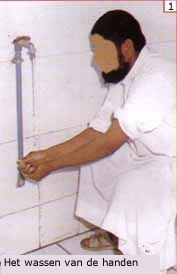 1
Het wassen van de handen